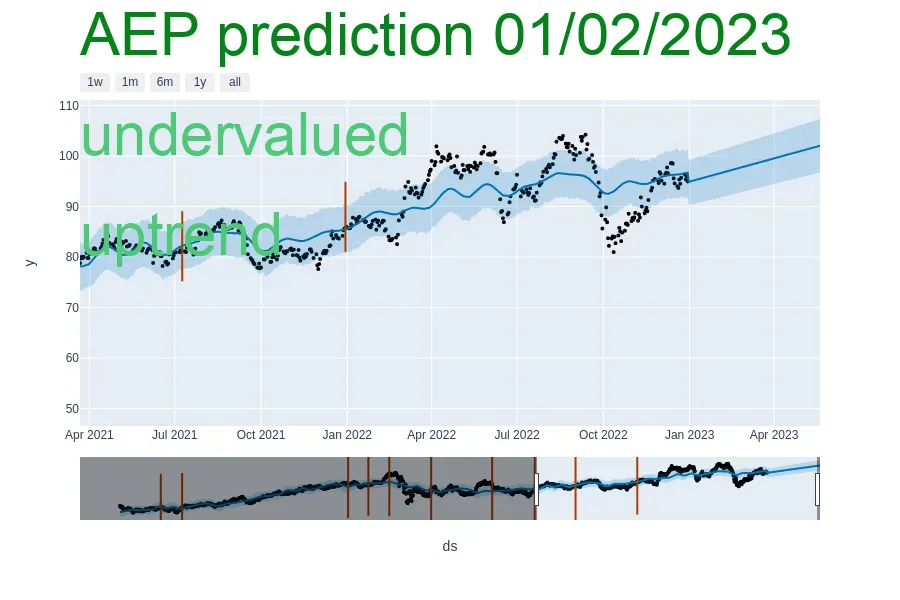 AEP prediction 01/02/2023
1w 1m 6m 1y all
undervalued
uptrend
110
100
90
80
70
60
50
y
Apr 2021 Jul 2021 Oct 2021 Jan 2022 Apr 2022 Jul 2022 Oct 2022 Jan 2023 Apr 2023
ds